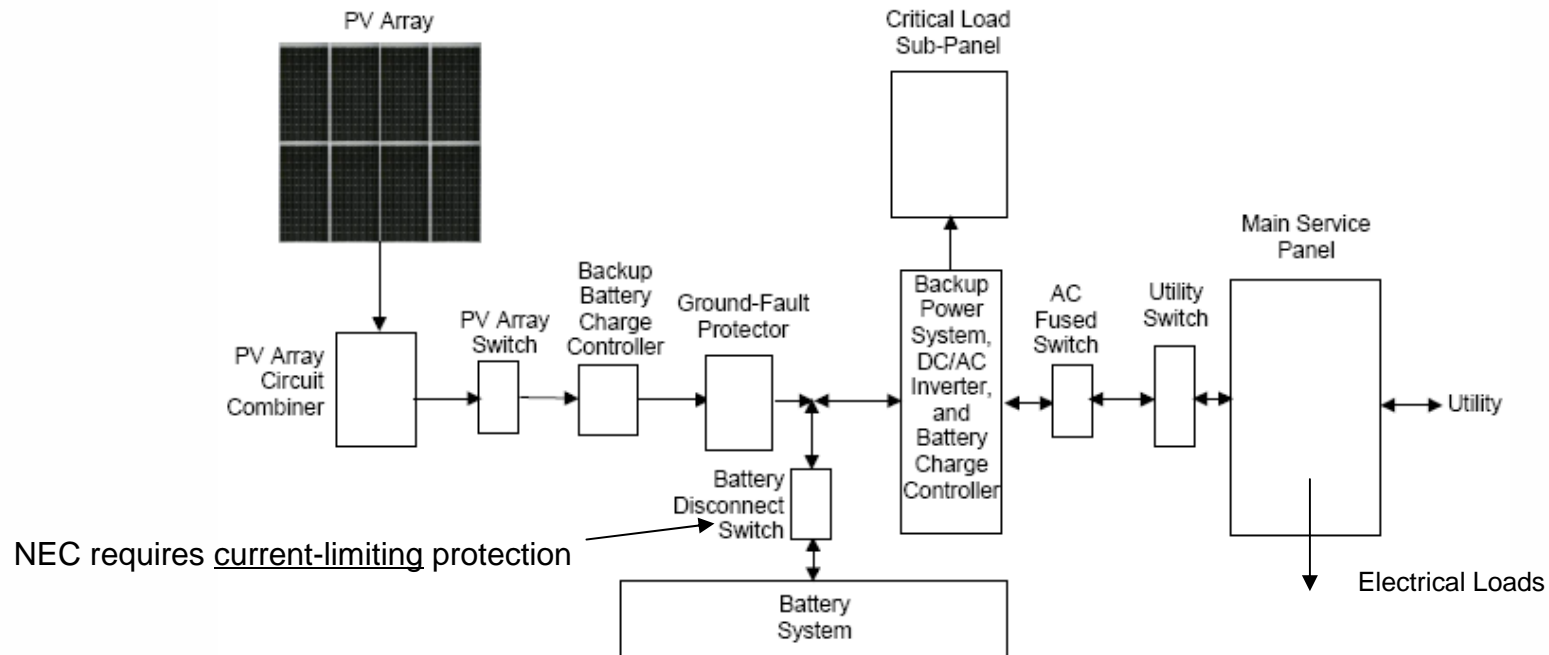 PV Array
Critical Load
Sub-Panel
Main Service
Panel
Backup
Battery
Charge
Controller
Ground-Fault
Protector
PV Array
Switch
PV Array
Circuit
Combiner
Backup
Power
System,
DC/AC
Inverter,
and
Battery
Charge
Controller
AC
Fused
Switch
Utility
Switch
Utility
Battery
Disconnect
Switch
NEC requires current-limiting protection
Electrical Loads
Battery
System